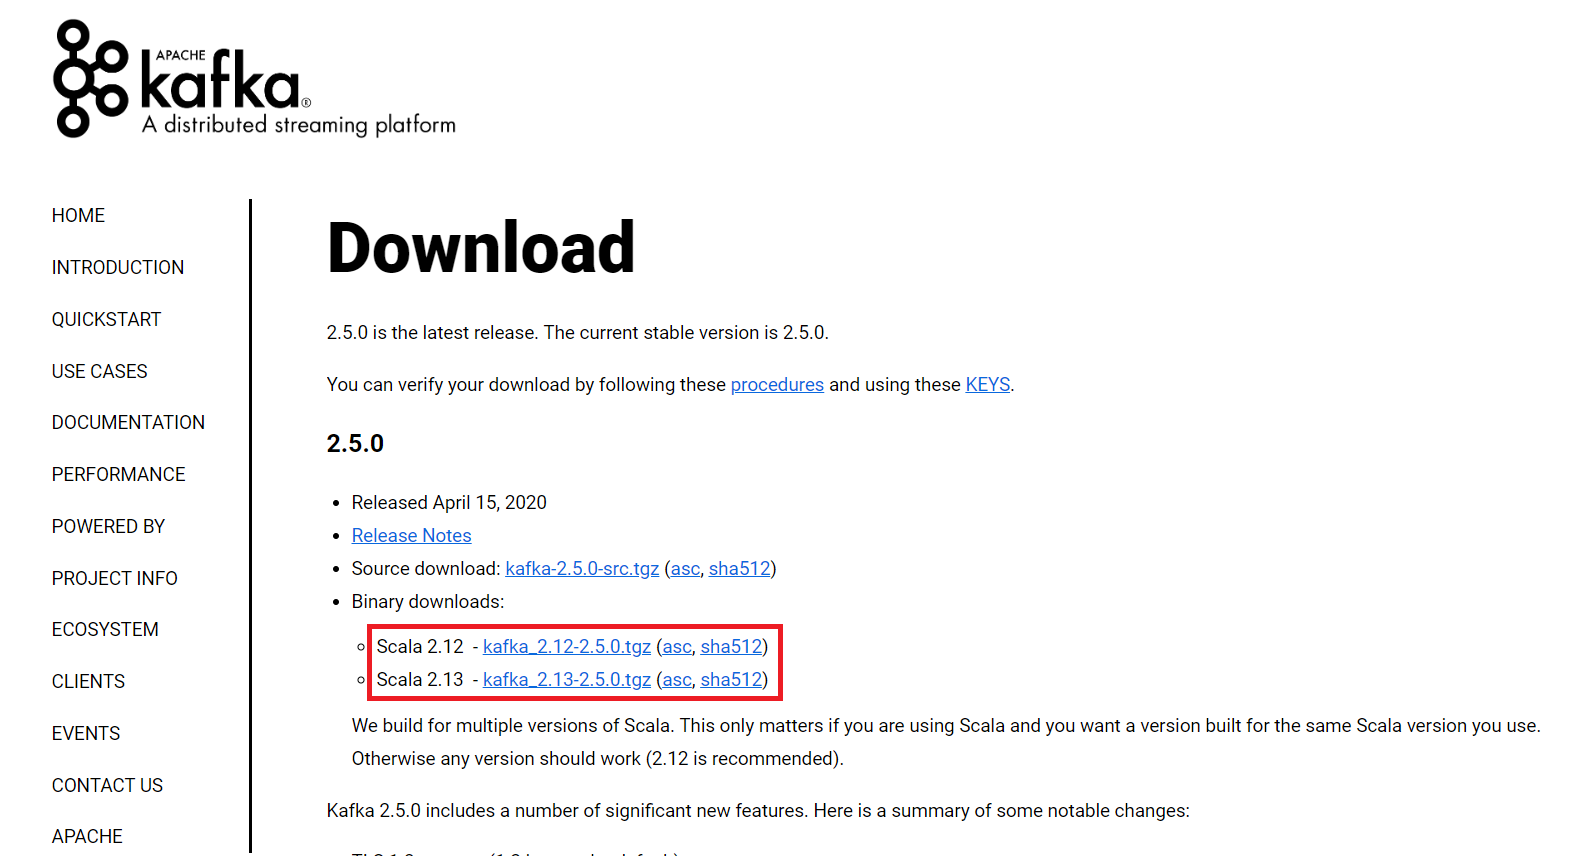 APACHE
kafka®
A distributed streaming platform
HOME
INTRODUCTION
QUICKSTART
USE CASES
DOCUMENTATION
PERFORMANCE
POWERED BY
PROJECT INFO
ECOSYSTEM
CLIENTS
EVENTS
CONTACT US
APACHE
Download
2.5.0 is the latest release. The current stable version is 2.5.0.
You can verify your download by following these procedures and using these KEYS.
2.5.0
Released April 15, 2020
Release Notes
Source download: kafka-2.5.0-src.tgz (asc, sha512)
Binary downloads:
Scala 2.12 - kafka_2.12-2.5.0.tgz (asc, sha512)
Scala 2.13 - kafka_2.13-2.5.0.tgz (asc, sha512)
We build for multiple versions of Scala. This only matters if you are using Scala and you want a version built for the same Scala version you use.
Otherwise any version should work (2.12 is recommended).
Kafka 2.5.0 includes a number of significant new features. Here is a summary of some notable changes: